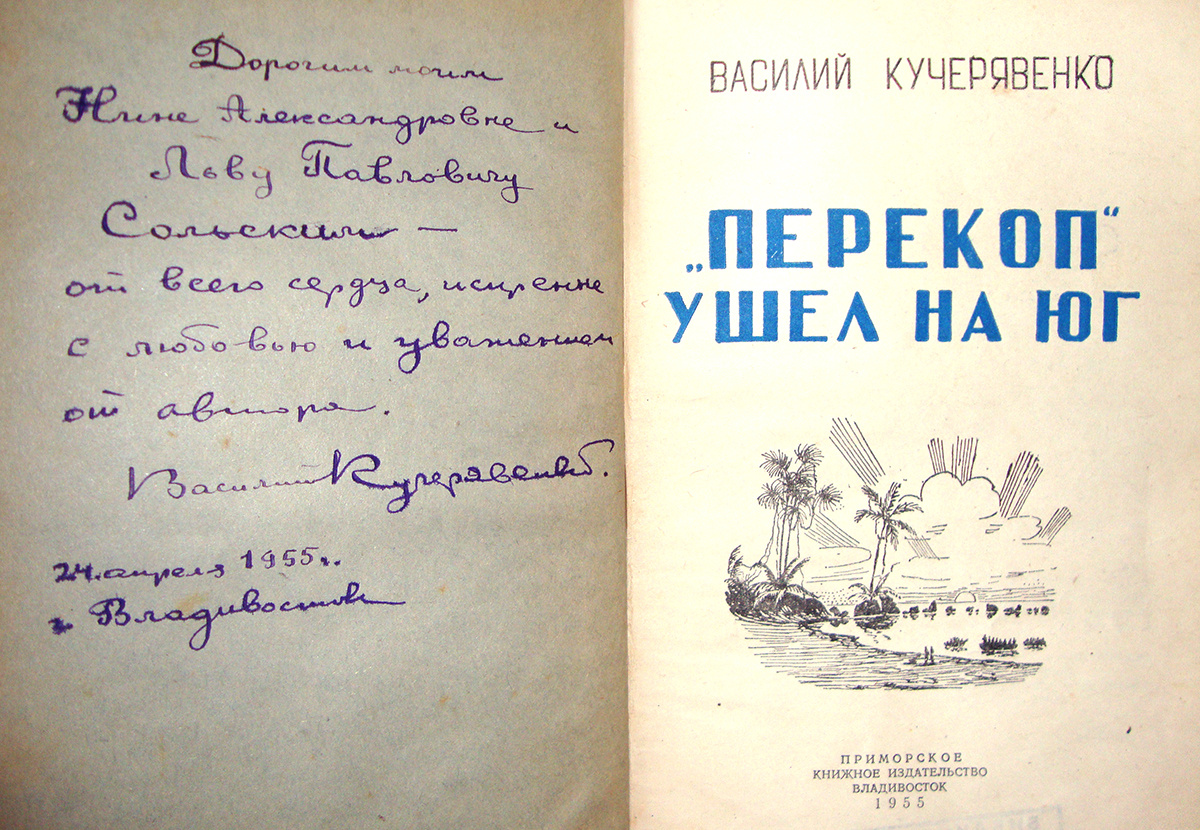 Дорогим моим
Нине Александровне и
Льву Павловичу
Сольским —
от всего сердца, искренне
с любовью и уважением
от автора.
Василий Кучерявенко.
24. апреля 1955 г.
г. Владивосток
ВАСИЛИЙ КУЧЕРЯВЕНКО
„ПЕРЕКОП“
УШЕЛ НА ЮГ
ПРИМОРСКОЕ
КНИЖНОЕ ИЗДАТЕЛЬСТВО
ВЛАДИВОСТОК
1955